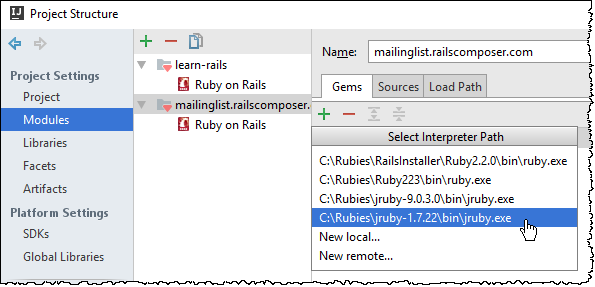 IJ Project Structure
Project Settings
Project
Modules
Libraries
Facets
Artifacts
Platform Settings
SDKs
Global Libraries
learn-rails
Ruby on Rails
mailinglist.railscomposer.
Ruby on Rails
Name: mailinglist.railscomposer.com
Gems Sources Load Path
Select Interpreter Path
C:\Rubies\RailsInstaller\Ruby2.2.0\bin\ruby.exe
C:\Rubies\Ruby223\bin\ruby.exe
C:\Rubies\jruby-9.0.3.0\bin\jruby.exe
C:\Rubies\jruby-1.7.22\bin\jruby.exe
New local...
New remote...